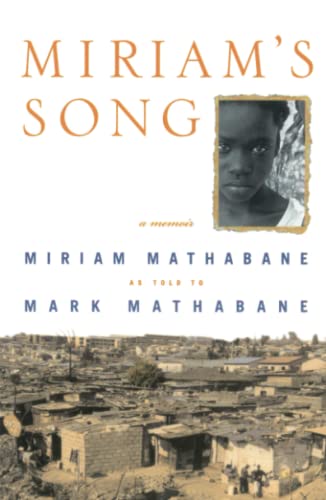 MIRIAM'S
SONG
a memoir
MIRIAM MATHABANE
AS TOLD TO
MARK MATHABANE